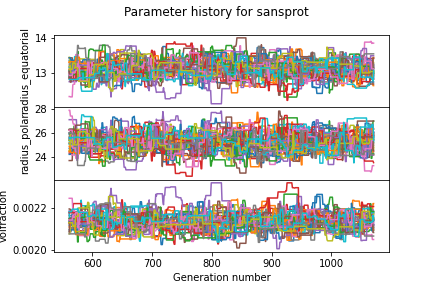 Parameter history for sansprot
radius_equatorial
14
13
radius_polar
28
26
24
volfraction
0.0022
0.0020
600
700
800
900
1000
Generation number